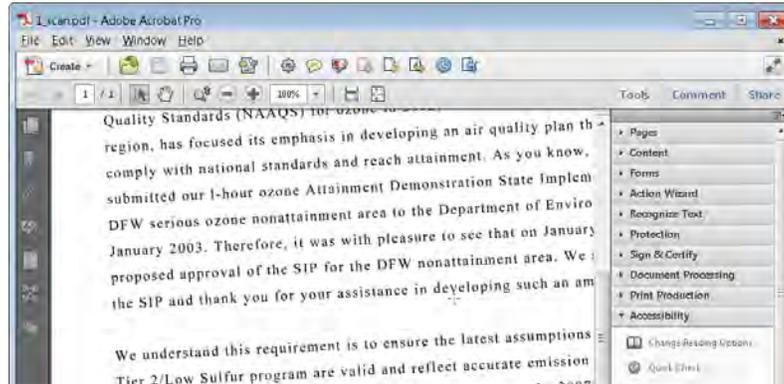 1_scan.pdf - Adobe Acrobat Pro
File Edit View Window Help
Create
1 / 1 100% Tools Comment Share
Quality Standards (NAAQS) for ozone in 2002.
region, has focused its emphasis in developing an air quality plan th
comply with national standards and reach attainment. As you know,
submitted our 1-hour ozone Attainment Demonstration State Implem
DFW serious ozone nonattainment area to the Department of Enviro
January 2003. Therefore, it was with pleasure to see that on January
proposed approval of the SIP for the DFW nonattainment area. We
the SIP and thank you for your assistance in developing such an am
We understand this requirement is to ensure the latest assumptions
Tier 2/Low Sulfur program are valid and reflect accurate emission
Pages
Content
Forms
Action Wizard
Recognize Text
Protection
Sign & Certify
Document Processing
Print Production
Accessibility
Change Reading Options
Quick Check